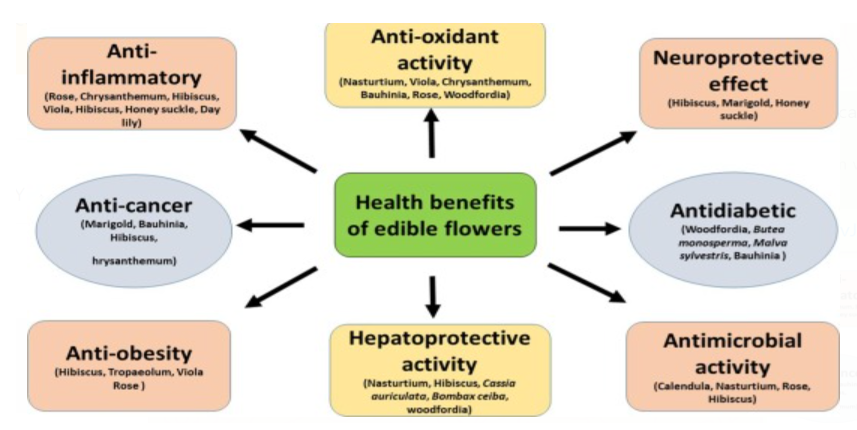 Anti-
inflammatory
(Rose, Chrysanthemum, Hibiscus,
Viola, Hibiscus, Honey suckle, Day
lily)
Anti-oxidant
activity
(Nasturtium, Viola, Chrysanthemum,
Bauhinia, Rose, Woodfordia)
Neuroprotective
effect
(Hibiscus, Marigold, Honey
suckle)
Anti-cancer
(Marigold, Bauhinia,
Hibiscus,
hrysanthemum)
Health benefits
of edible flowers
Antidiabetic
(Woodfordia, Butea
monosperma, Malva
sylvestris, Bauhinia )
Anti-obesity
(Hibiscus, Tropaeolum, Viola
Rose )
Hepatoprotective
activity
(Nasturtium, Hibiscus, Cassia
auriculata, Bombax ceiba,
woodfordia)
Antimicrobial
activity
(Calendula, Nasturtium, Rose,
Hibiscus)